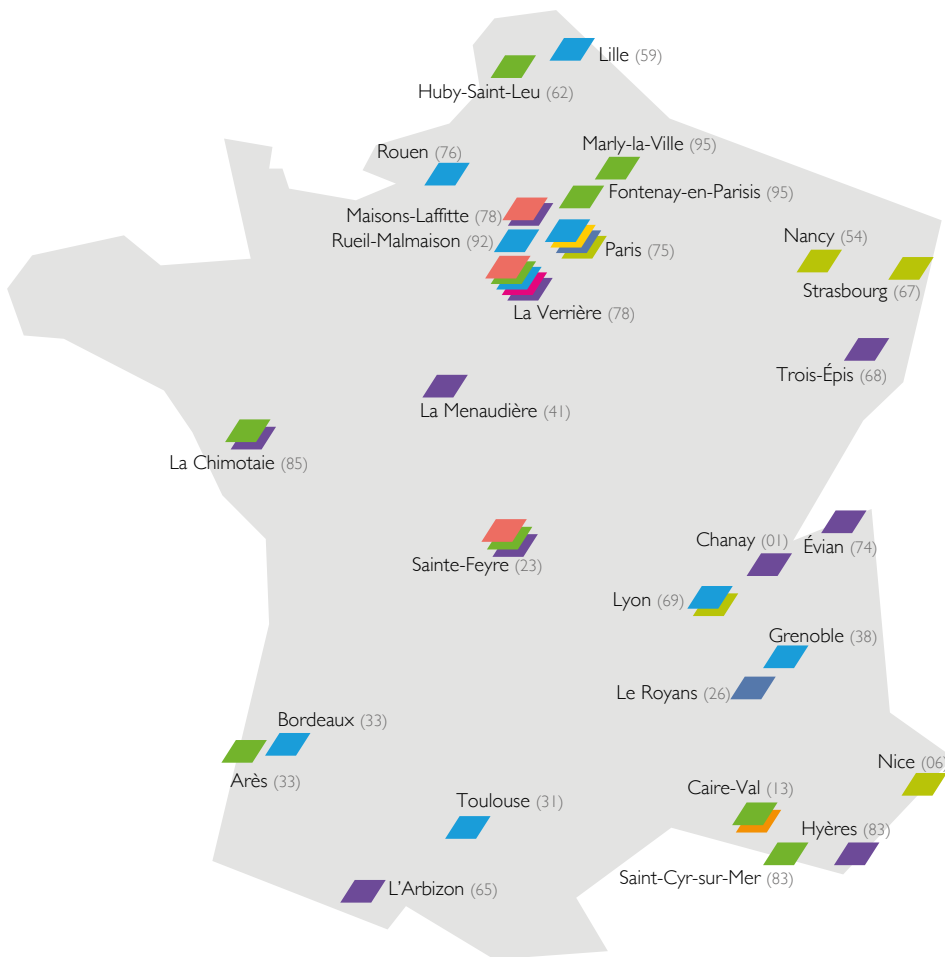 Lille (59)
Huby-Saint-Leu (62)
Marly-la-Ville (95)
Rouen (76)
Fontenay-en-Parisis (95)
Maisons-Laffitte (78)
Rueil-Malmaison (92)
Paris (75)
Nancy (54)
Strasbourg (67)
La Verrière (78)
Trois-Épis (68)
La Menaudière (41)
La Chimotaie (85)
Chanay (01)
Évian (74)
Sainte-Feyre (23)
Lyon (69)
Grenoble (38)
Le Royans (26)
Bordeaux (33)
Arès (33)
Nice (06)
Caire-Val (13)
Toulouse (31)
Hyères (83)
Saint-Cyr-sur-Mer (83)
L'Arbizon (65)